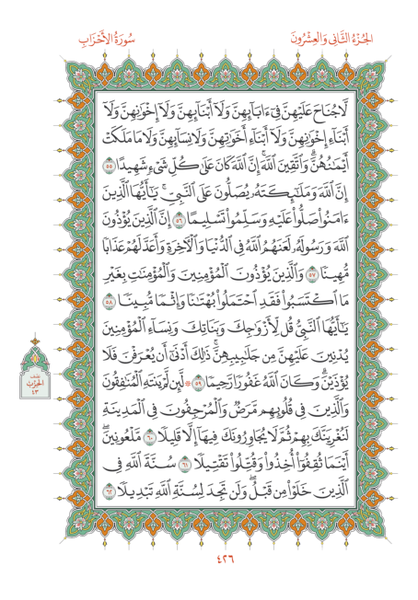 الجُزْءُ الثَّانِي وَالْعِشْرُونَ
سُورَةُ الأَحْزَابِ
لَّا جُنَاحَ عَلَيْهِنَّ فِىٓ ءَابَآئِهِنَّ وَلَآ أَبْنَآئِهِنَّ وَلَآ إِخْوَٰنِهِنَّ وَلَآ
أَبْنَآءِ إِخْوَٰنِهِنَّ وَلَآ أَبْنَآءِ أَخَوَٰتِهِنَّ وَلَا نِسَآئِهِنَّ وَلَا مَا مَلَكَتْ
أَيْمَٰنُهُنَّ ۗ وَٱتَّقِينَ ٱللَّهَ ۚ إِنَّ ٱللَّهَ كَانَ عَلَىٰ كُلِّ شَىْءٍ شَهِيدًا ٥٥
إِنَّ ٱللَّهَ وَمَلَٰٓئِكَتَهُۥ يُصَلُّونَ عَلَى ٱلنَّبِىِّ ۚ يَٰٓأَيُّهَا ٱلَّذِينَ
ءَامَنُوا۟ صَلُّوا۟ عَلَيْهِ وَسَلِّمُوا۟ تَسْلِيمًا ٥٦ إِنَّ ٱلَّذِينَ يُؤْذُونَ
ٱللَّهَ وَرَسُولَهُۥ لَعَنَهُمُ ٱللَّهُ فِى ٱلدُّنْيَا وَٱلْءَاخِرَةِ وَأَعَدَّ لَهُمْ عَذَابًا
مُّهِينًا ٥٧ وَٱلَّذِينَ يُؤْذُونَ ٱلْمُؤْمِنِينَ وَٱلْمُؤْمِنَٰتِ بِغَيْرِ
مَا ٱكْتَسَبُوا۟ فَقَدِ ٱحْتَمَلُوا۟ بُهْتَٰنًا وَإِثْمًا مُّبِينًا ٥٨
يَٰٓأَيُّهَا ٱلنَّبِىُّ قُل لِّأَزْوَٰجِكَ وَبَنَاتِكَ وَنِسَآءِ ٱلْمُؤْمِنِينَ
يُدْنِينَ عَلَيْهِنَّ مِن جَلَٰبِيبِهِنَّ ۚ ذَٰلِكَ أَدْنَىٰٓ أَن يُعْرَفْنَ فَلَا
يُؤْذَيْنَ ۗ وَكَانَ ٱللَّهُ غَفُورًا رَّحِيمًا ٥٩ ۞ لَّئِن لَّمْ يَنتَهِ ٱلْمُنَٰفِقُونَ
وَٱلَّذِينَ فِى قُلُوبِهِم مَّرَضٌ وَٱلْمُرْجِفُونَ فِى ٱلْمَدِينَةِ
لَنُغْرِيَنَّكَ بِهِمْ ثُمَّ لَا يُجَاوِرُونَكَ فِيهَآ إِلَّا قَلِيلًا ٦٠ مَّلْعُونِينَ ۖ
أَيْنَمَا ثُقِفُوٓا۟ أُخِذُوا۟ وَقُتِّلُوا۟ تَقْتِيلًا ٦١ سُنَّةَ ٱللَّهِ فِى
ٱلَّذِينَ خَلَوْا۟ مِن قَبْلُ ۖ وَلَن تَجِدَ لِسُنَّةِ ٱللَّهِ تَبْدِيلًا ٦٢
نصف
الحزب
٤٣
٤٢٦